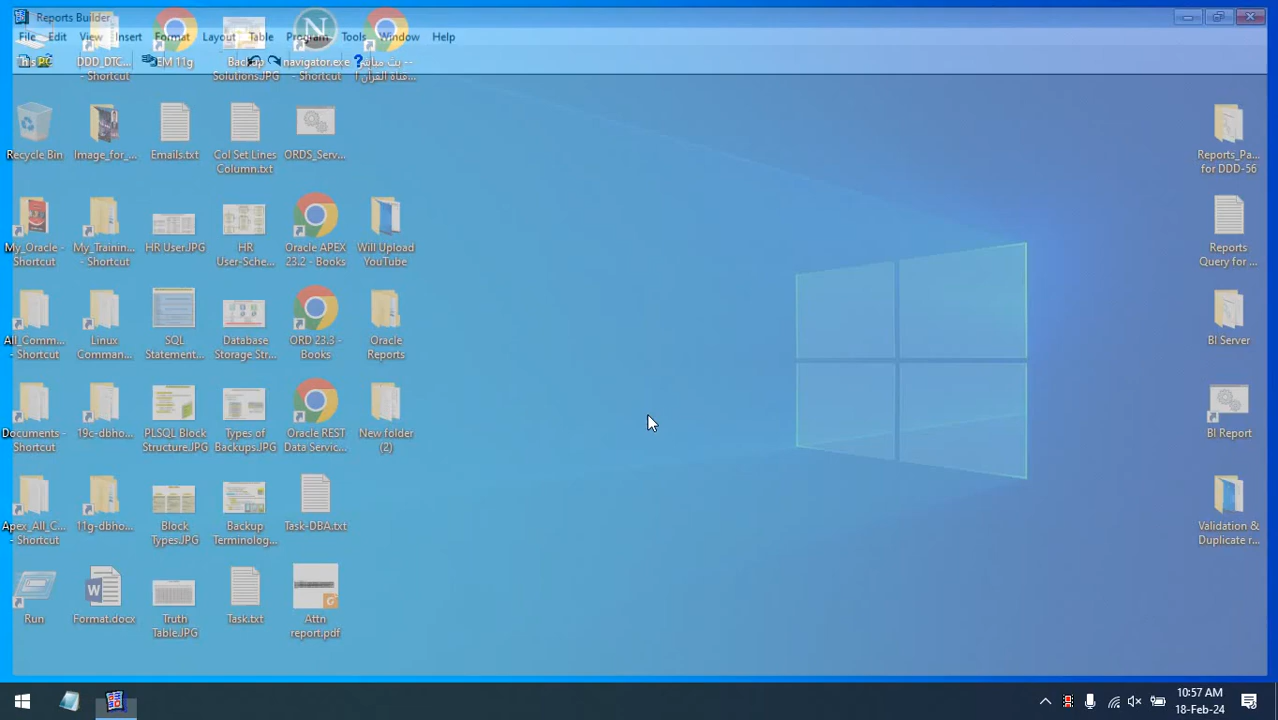 Reports Builder
File Edit View Insert Format Layout Table Program Tools Window Help
This PC
DDD_DTC...
- Shortcut
EM 11g
Backup
Solutions.JPG
navigator.exe
- Shortcut
-- بث مباشر
قناة القرآن ا...
Recycle Bin
Image_for_...
Emails.txt
Col Set Lines
Column.txt
ORDS_Serv...
Reports_Pa...
for DDD-56
My_Oracle -
Shortcut
My_Trainin...
- Shortcut
HR User.JPG
HR
User-Sche...
Oracle APEX
23.2 - Books
Will Upload
YouTube
Reports
Query for ...
All_Comm...
- Shortcut
Linux
Comman...
SQL
Statement...
Database
Storage Str...
ORD 23.3 -
Books
Oracle
Reports
BI Server
Documents -
Shortcut
19c-dbho...
PLSQL Block
Structure.JPG
Types of
Backups.JPG
Oracle REST
Data Servic...
New folder
(2)
BI Report
Apex_All_C...
- Shortcut
11g-dbho...
Block
Types.JPG
Backup
Terminolog...
Task-DBA.txt
Validation &
Duplicate r...
Run
Format.docx
Truth
Table.JPG
Task.txt
Attn
report.pdf
10:57 AM
18-Feb-24